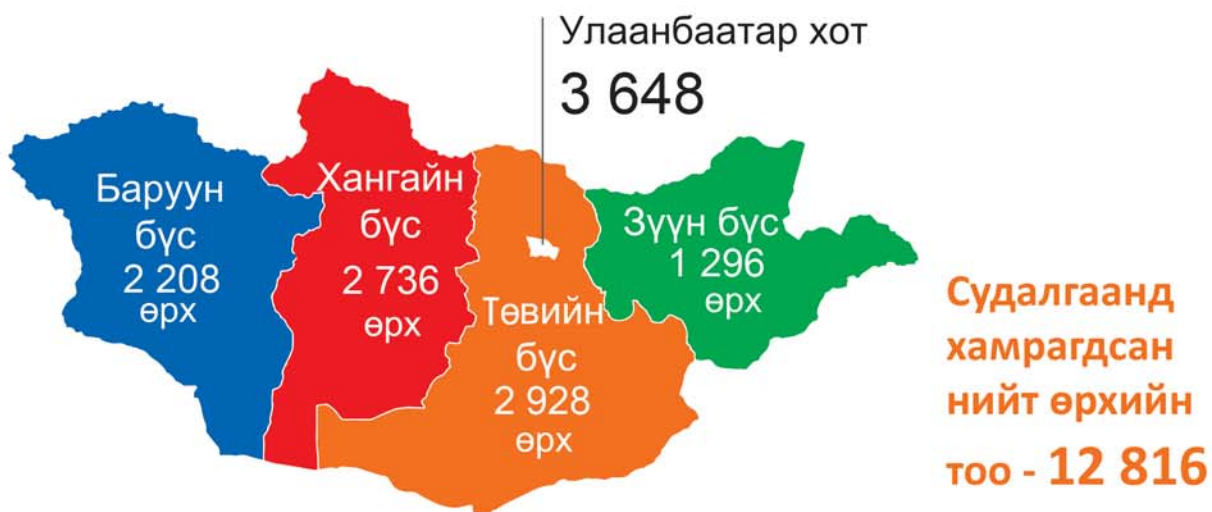 Улаанбаатар хот
3 648
Баруун
бүс
2 208
өрх
Хангайн
бүс
2 736
өрх
Төвийн
бүс
2 928
өрх
Зүүн бүс
1 296
өрх
Судалгаанд
хамрагдсан
нийт өрхийн
тоо - 12 816